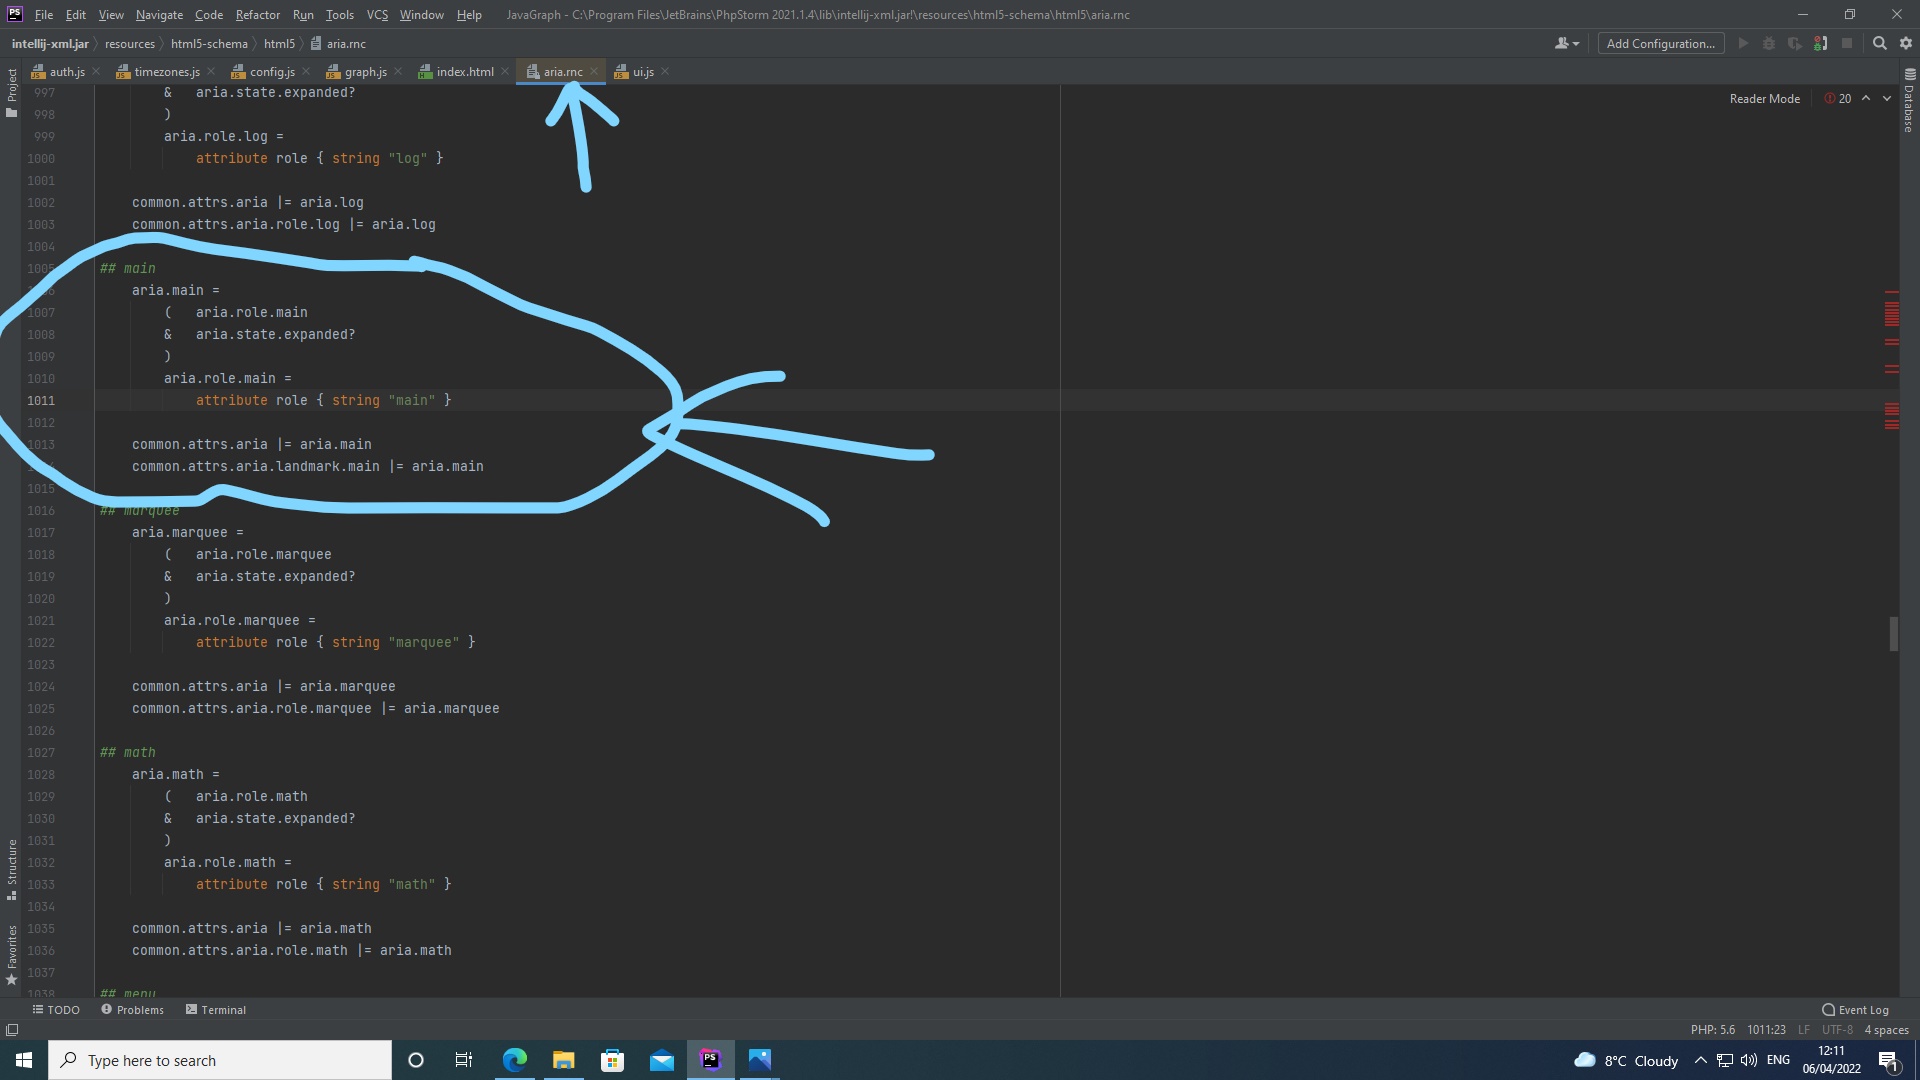 PS File Edit View Navigate Code Refactor Run Tools VCS Window Help JavaGraph - C:\Program Files\JetBrains\PhpStorm 2021.1.4\lib\intellij-xml.jar!\resources\html5-schema\html5\aria.rnc
intellij-xml.jar resources html5-schema html5 aria.rnc Add Configuration...
auth.js timezones.js config.js graph.js index.html aria.rnc ui.js
Project
Database
Reader Mode 20
997 & aria.state.expanded?
998 )
999 aria.role.log =
1000 attribute role { string "log" }
1001
1002 common.attrs.aria |= aria.log
1003 common.attrs.aria.role.log |= aria.log
1004
1005 ## main
aria.main =
1007 ( aria.role.main
1008 & aria.state.expanded?
1009 )
1010 aria.role.main =
1011 attribute role { string "main" }
1012
1013 common.attrs.aria |= aria.main
common.attrs.aria.landmark.main |= aria.main
1015
1016 ## marquee
1017 aria.marquee =
1018 ( aria.role.marquee
1019 & aria.state.expanded?
1020 )
1021 aria.role.marquee =
1022 attribute role { string "marquee" }
1023
1024 common.attrs.aria |= aria.marquee
1025 common.attrs.aria.role.marquee |= aria.marquee
1026
1027 ## math
1028 aria.math =
1029 ( aria.role.math
1030 & aria.state.expanded?
1031 )
1032 aria.role.math =
1033 attribute role { string "math" }
1034
1035 common.attrs.aria |= aria.math
1036 common.attrs.aria.role.math |= aria.math
1037
1038 ## menu
Structure
Favorites
TODO Problems Terminal Event Log
PHP: 5.6 1011:23 LF UTF-8 4 spaces
Type here to search PS 8°C Cloudy ENG 12:11
06/04/2022 1